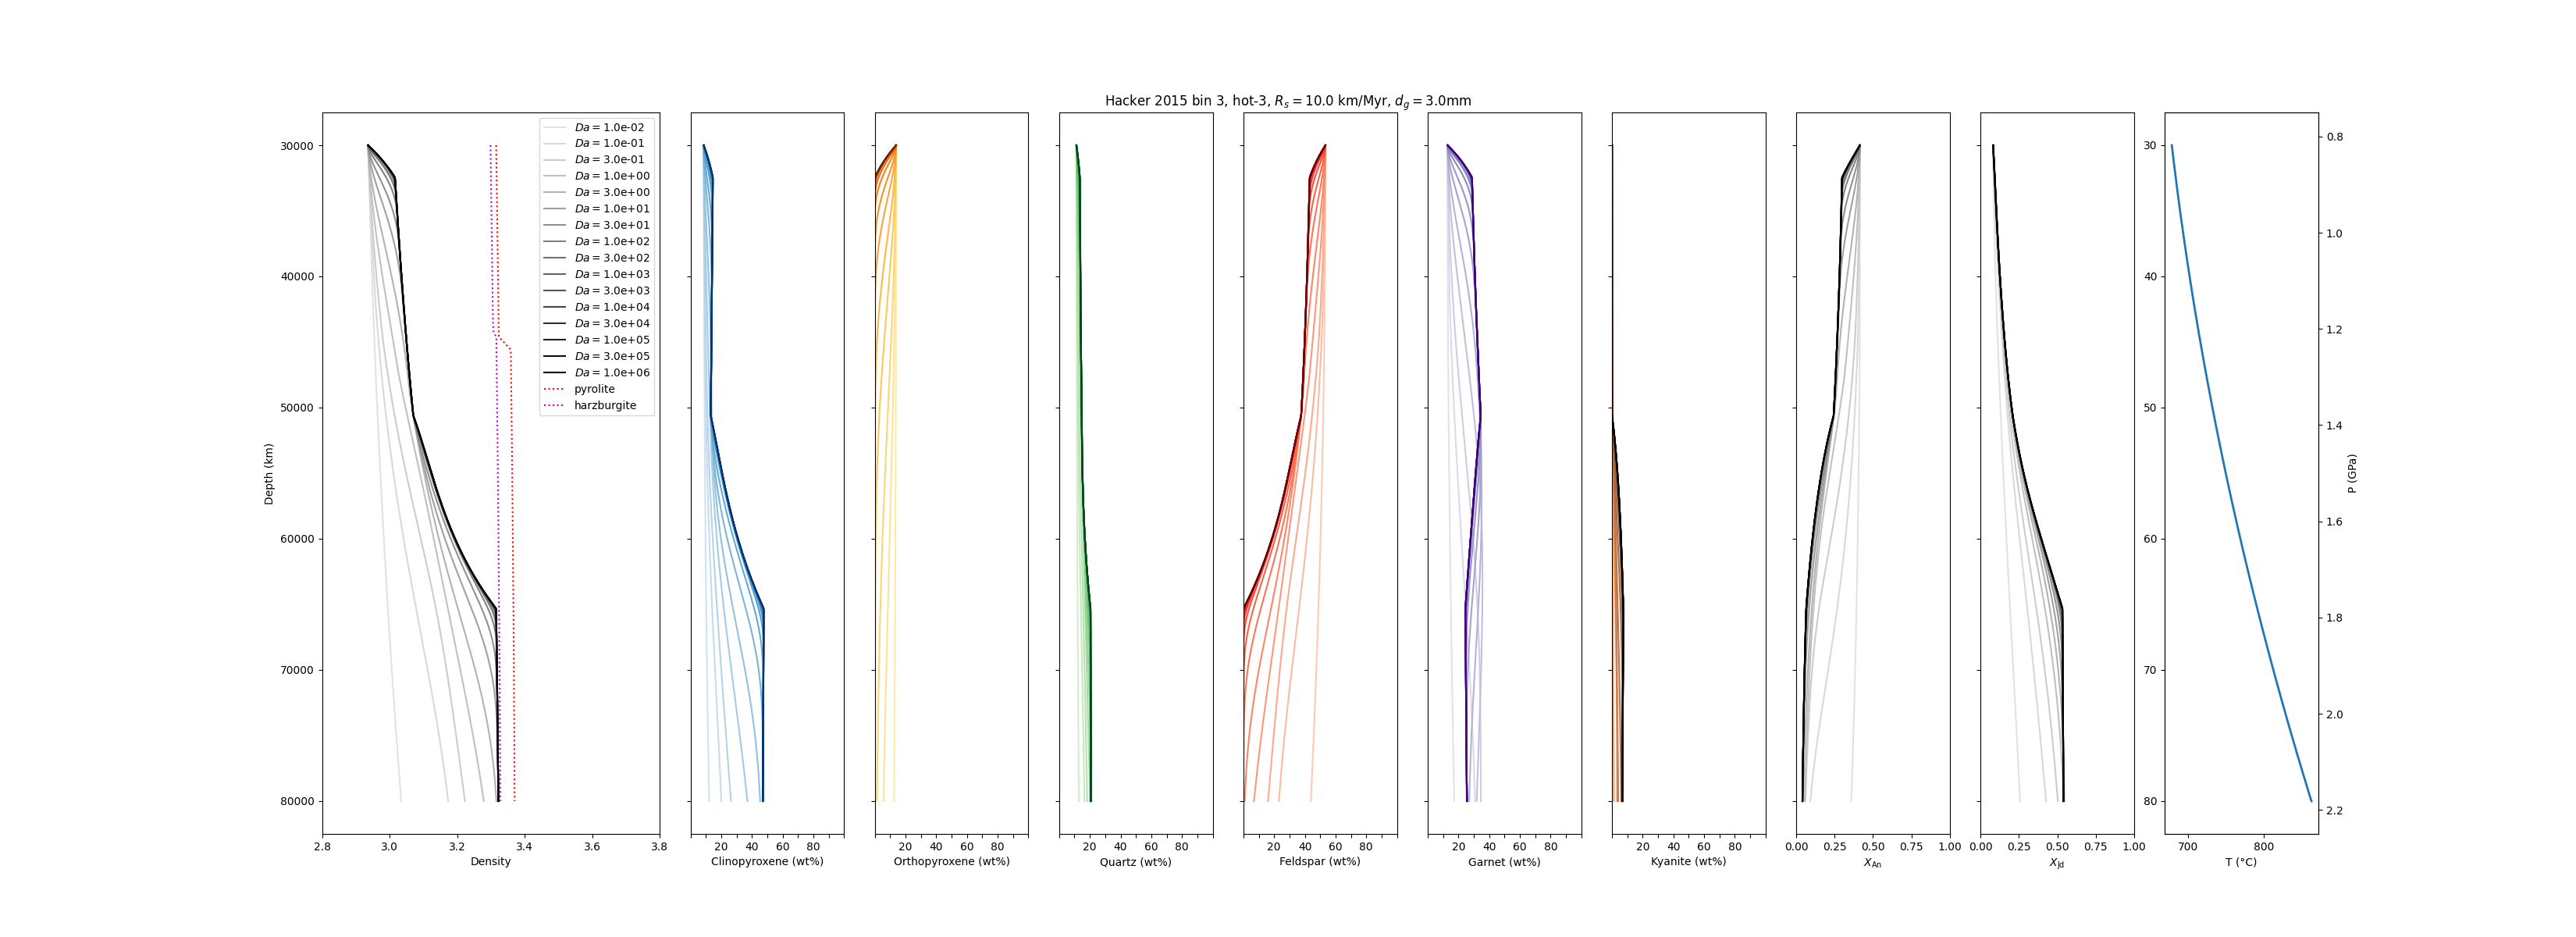 Hacker 2015 bin 3, hot-3, R_s = 10.0 km/Myr, d_g = 3.0mm
Depth (km)
30000
40000
50000
60000
70000
80000
2.8 3.0 3.2 3.4 3.6 3.8
Density
Da = 1.0e-02
Da = 1.0e-01
Da = 3.0e-01
Da = 1.0e+00
Da = 3.0e+00
Da = 1.0e+01
Da = 3.0e+01
Da = 1.0e+02
Da = 3.0e+02
Da = 1.0e+03
Da = 3.0e+03
Da = 1.0e+04
Da = 3.0e+04
Da = 1.0e+05
Da = 3.0e+05
Da = 1.0e+06
pyrolite
harzburgite
20 40 60 80
Clinopyroxene (wt%)
20 40 60 80
Orthopyroxene (wt%)
20 40 60 80
Quartz (wt%)
20 40 60 80
Feldspar (wt%)
20 40 60 80
Garnet (wt%)
20 40 60 80
Kyanite (wt%)
0.00 0.25 0.50 0.75 1.00
X_An
0.00 0.25 0.50 0.75 1.00
X_Jd
30
40
50
60
70
80
700 800
T (°C)
0.8
1.0
1.2
1.4
1.6
1.8
2.0
2.2
P (GPa)